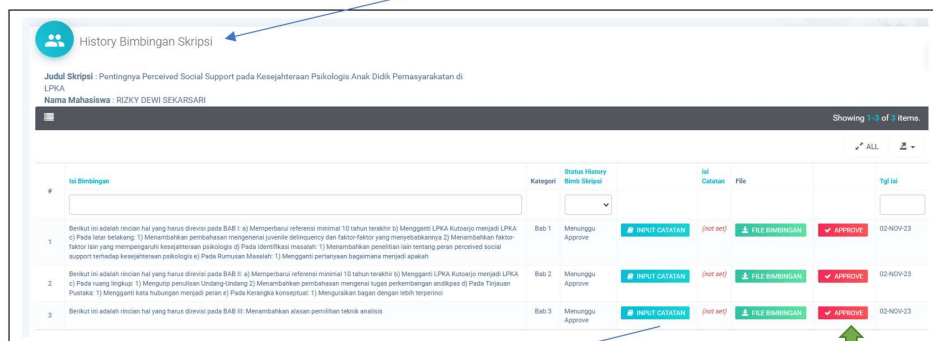 History Bimbingan Skripsi
Judul Skripsi : Pentingnya Perceived Social Support pada Kesejahteraan Psikologis Anak Didik Pemasyarakatan di
LPKA
Nama Mahasiswa : RIZKY DEWI SEKARSARI
Showing 1-3 of 3 items.
ALL
# Isi Bimbingan Kategori Status History Bimb Skripsi isi Catatan File Tgl isi
1 Berikut ini adalah rincian hal yang harus direvisi pada BAB I: a) Memperbarui referensi minimal 10 tahun terakhir b) Mengganti LPKA Kutoarjo menjadi LPKA
c) Pada latar belakang: 1) Menambahkan pembahasan mengenai juvenile delinquency dan faktor-faktor yang menyebabkannya 2) Menambahkan faktor-
faktor lain yang mempengaruhi kesejahteraan psikologis d) Pada Identifikasi masalah: 1) Menambahkan penelitian lain tentang peran perceived social
support terhadap kesejahteraan psikologis e) Pada Rumusan Masalah: 1) Mengganti pertanyaan bagaimana menjadi apakah
Bab 1 Menunggu Approve INPUT CATATAN (not set) FILE BIMBINGAN APPROVE 02-NOV-23
2 Berikut ini adalah rincian hal yang harus direvisi pada BAB II: a) Memperbarui referensi minimal 10 tahun terakhir b) Mengganti LPKA Kutoarjo menjadi LPKA
c) Pada ruang lingkup: 1) Mengutip penulisan Undang-Undang 2) Menambahkan pembahasan mengenai tugas perkembangan andikpas d) Pada Tinjauan
Pustaka: 1) Mengganti kata hubungan menjadi peran e) Pada Kerangka konseptual: 1) Menguraikan bagan dengan lebih terperinci
Bab 2 Menunggu Approve INPUT CATATAN (not set) FILE BIMBINGAN APPROVE 02-NOV-23
3 Berikut ini adalah rincian hal yang harus direvisi pada BAB III: Menambahkan alasan pemilihan teknik analisis
Bab 3 Menunggu Approve INPUT CATATAN (not set) FILE BIMBINGAN APPROVE 02-NOV-23